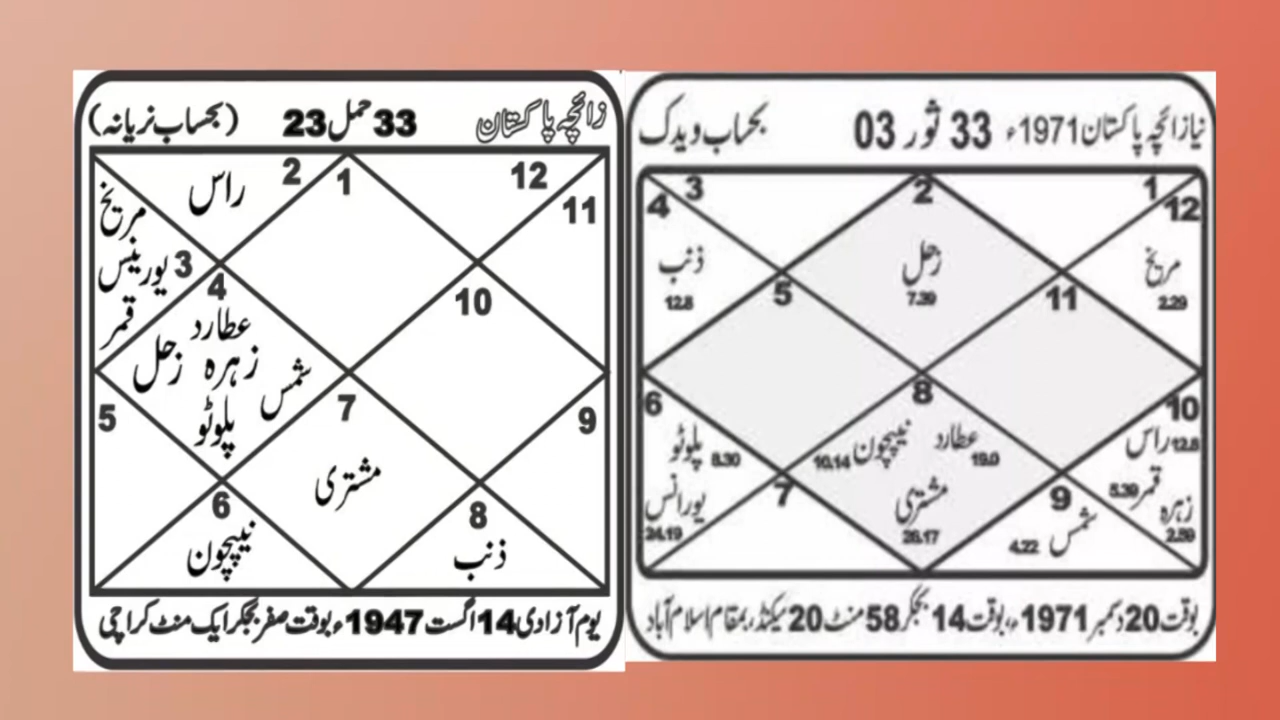 زائچہ پاکستان 33 حمل 23 (بحساب نریانہ)
12
1
2
راس
11
مریخ
3 یورنیس
4
قمر
10
عطارد
زہرہ
زحل
شمس
پلوٹو
5
7
9
مشتری
6
8
نیپچون
ذنب
یوم آزادی 14 اگست 1947ء بوقت صفر بجکر ایک منٹ کراچی
نیازائچہ پاکستان 1971ء 33 ثور 03 بحساب ویدک
1
2
3
12
4
مریخ
2.29
زحل
7.39
ذنب
12.8
11
5
8
10
6
راس 12.8
عطارد
19.0
نیپچون
10.14
پلوٹو 8.30
قمر 5.39
زہرہ
2.59
مشتری
26.17
یورانس
24.19
9
7
شمس 4.22
بوقت 20 دسمبر 1971ء، بوقت 14 بجکر 58 منٹ 20 سیکنڈ، بمقام اسلام آباد